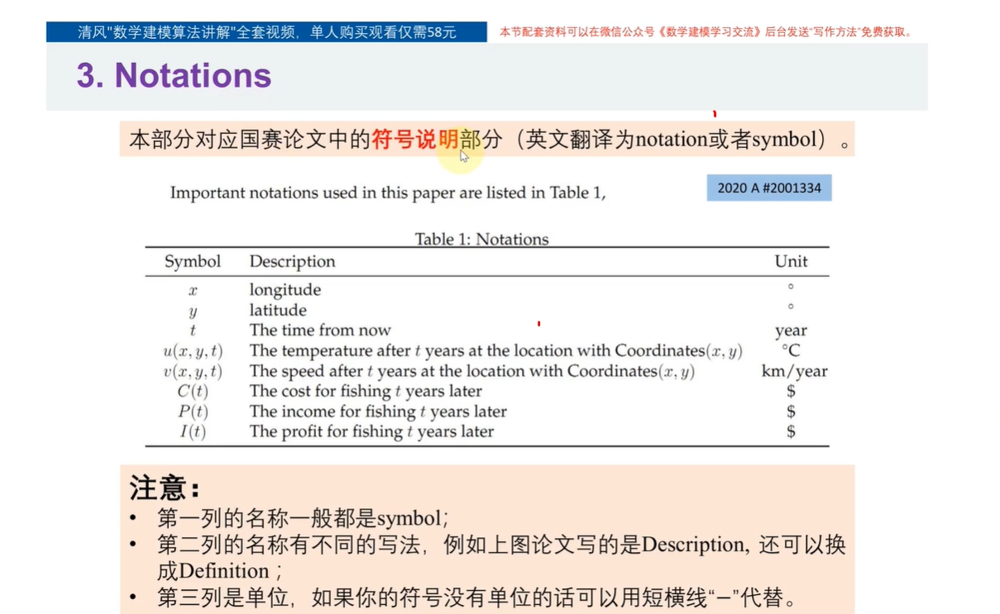 清风"数学建模算法讲解"全套视频，单人购买观看仅需58元
本节配套资料可以在微信公众号《数学建模学习交流》后台发送“写作方法”免费获取。
3. Notations
本部分对应国赛论文中的符号说明部分（英文翻译为notation或者symbol）。
Important notations used in this paper are listed in Table 1,
2020 A #2001334
Table 1: Notations
Symbol Description Unit
x longitude °
y latitude °
t The time from now year
u(x, y, t) The temperature after t years at the location with Coordinates(x, y) °C
v(x, y, t) The speed after t years at the location with Coordinates(x, y) km/year
C(t) The cost for fishing t years later $
P(t) The income for fishing t years later $
I(t) The profit for fishing t years later $
注意：
• 第一列的名称一般都是symbol；
• 第二列的名称有不同的写法，例如上图论文写的是Description, 还可以换
成Definition；
• 第三列是单位，如果你的符号没有单位的话可以用短横线“–”代替。